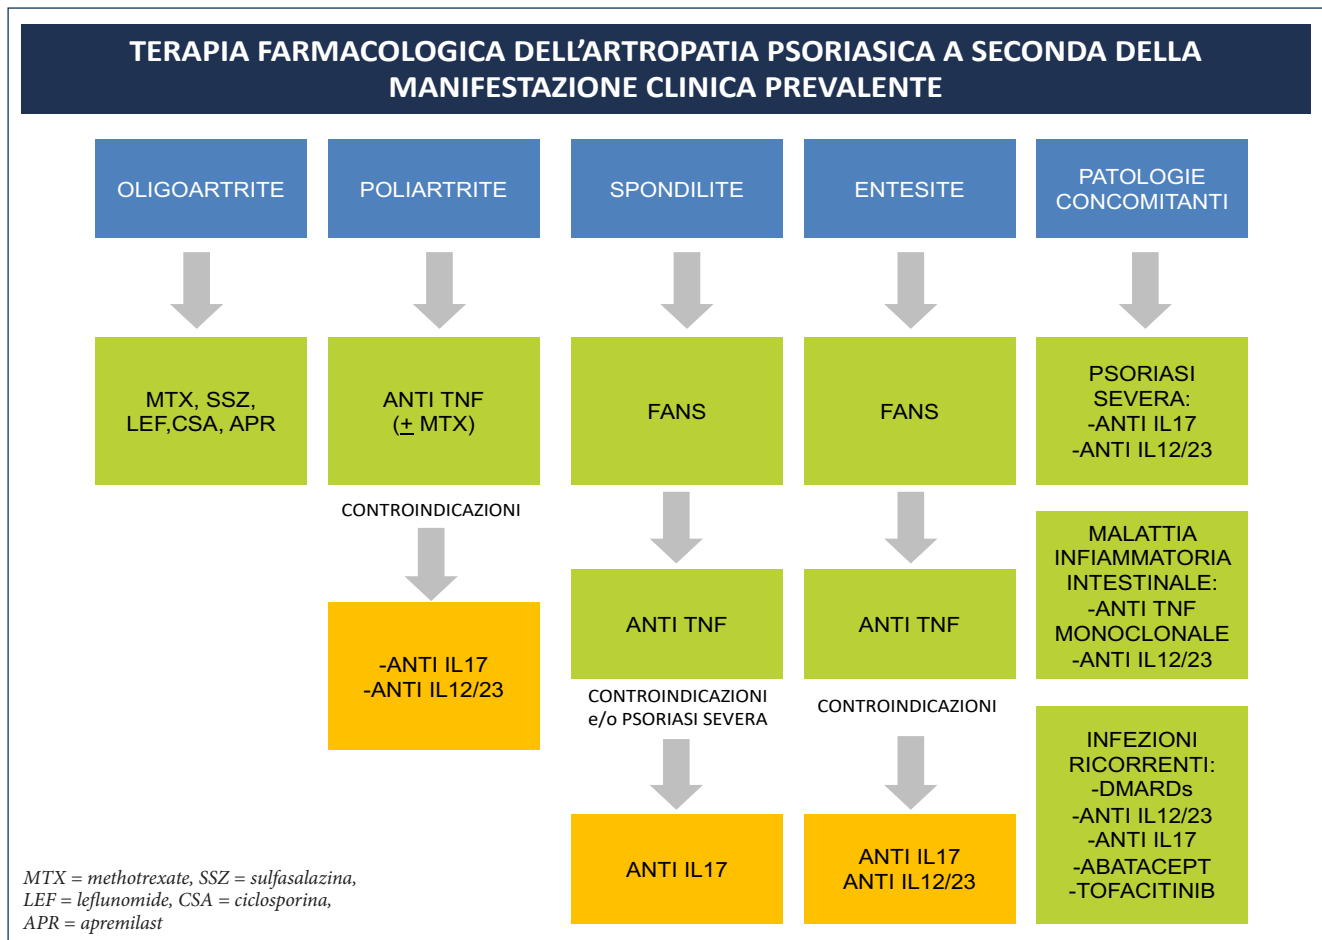 TERAPIA FARMACOLOGICA DELL'ARTROPATIA PSORIASICA A SECONDA DELLA
MANIFESTAZIONE CLINICA PREVALENTE
OLIGOARTRITE
MTX, SSZ,
LEF,CSA, APR
POLIARTRITE
ANTI TNF
(± MTX)
CONTROINDICAZIONI
-ANTI IL17
-ANTI IL12/23
SPONDILITE
FANS
ANTI TNF
CONTROINDICAZIONI
e/o PSORIASI SEVERA
ANTI IL17
ENTESITE
FANS
ANTI TNF
CONTROINDICAZIONI
ANTI IL17
ANTI IL12/23
PATOLOGIE
CONCOMITANTI
PSORIASI
SEVERA:
-ANTI IL17
-ANTI IL12/23
MALATTIA
INFIAMMATORIA
INTESTINALE:
-ANTI TNF
MONOCLONALE
-ANTI IL12/23
INFEZIONI
RICORRENTI:
-DMARDs
-ANTI IL12/23
-ANTI IL17
-ABATACEPT
-TOFACITINIB
MTX = methotrexate, SSZ = sulfasalazina,
LEF = leflunomide, CSA = ciclosporina,
APR = apremilast